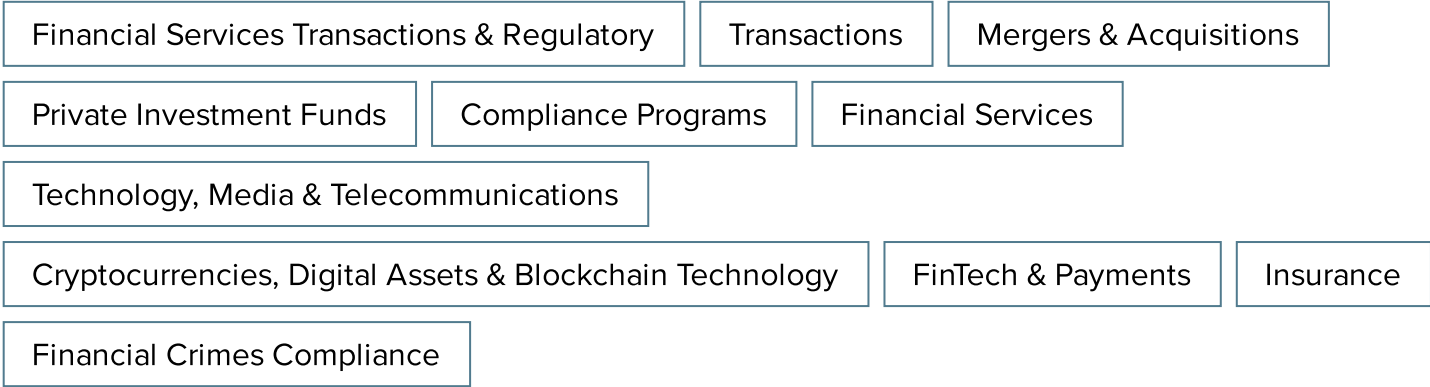 Financial Services Transactions & Regulatory Transactions Mergers & Acquisitions
Private Investment Funds Compliance Programs Financial Services
Technology, Media & Telecommunications
Cryptocurrencies, Digital Assets & Blockchain Technology FinTech & Payments Insurance
Financial Crimes Compliance